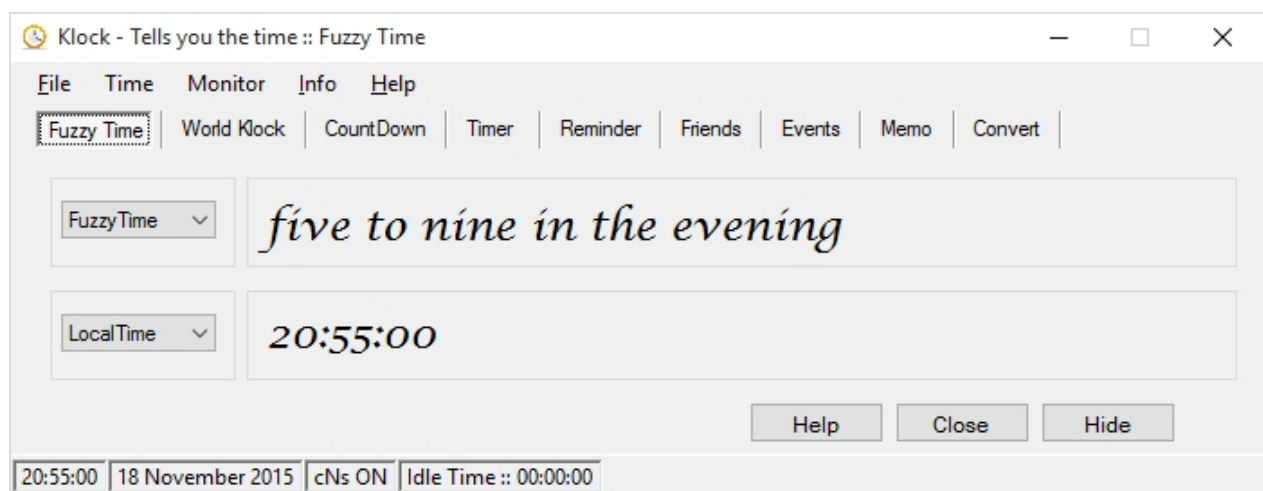 Klock - Tells you the time :: Fuzzy Time
File Time Monitor Info Help
Fuzzy Time World Klock CountDown Timer Reminder Friends Events Memo Convert
FuzzyTime five to nine in the evening
LocalTime 20:55:00
Help Close Hide
20:55:00 18 November 2015 cNs ON Idle Time :: 00:00:00